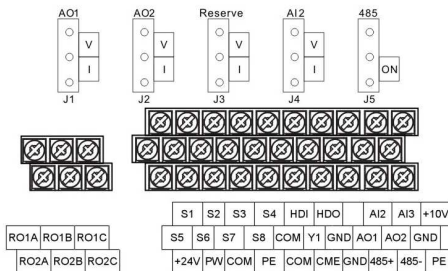 AO1 AO2 Reserve AI2 485
V V V V
I I I I ON
J1 J2 J3 J4 J5
S1 S2 S3 S4 HDI HDO AI2 AI3 +10V
RO1A RO1B RO1C S5 S6 S7 S8 COM Y1 GND AO1 AO2 GND
RO2A RO2B RO2C +24V PW COM PE COM CME GND 485+ 485- PE